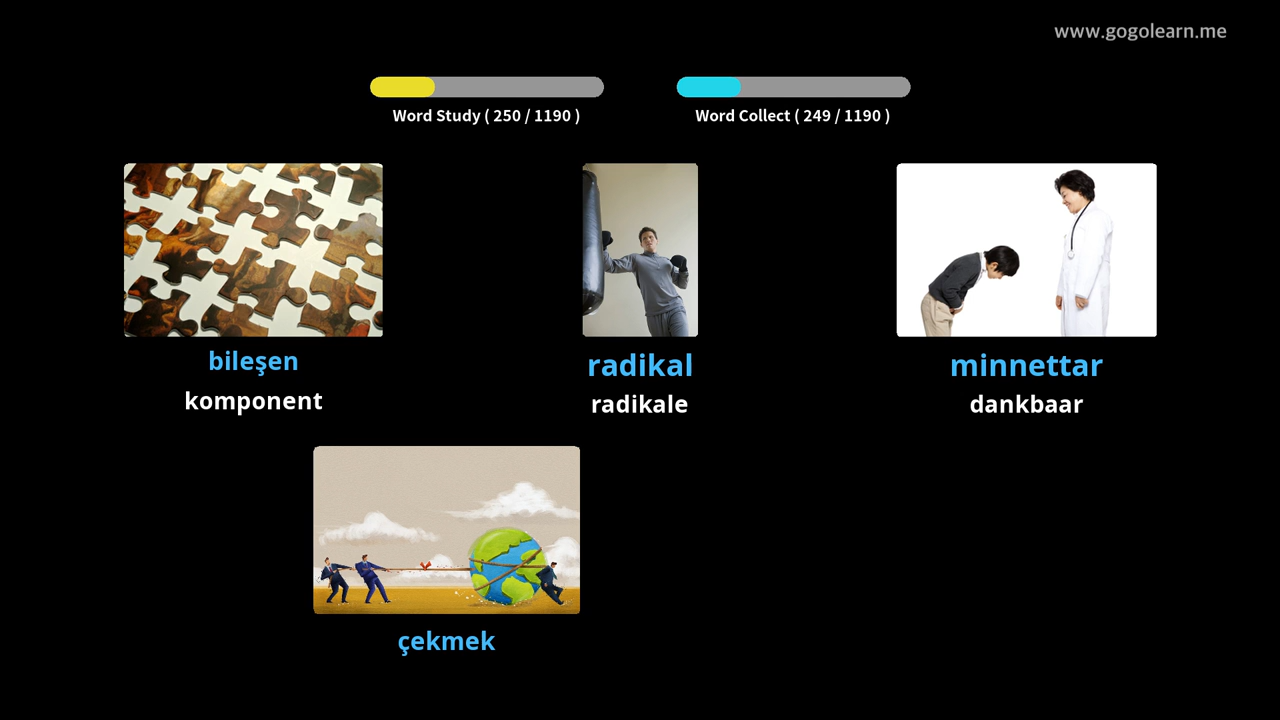 www.gogolearn.me
Word Study ( 250 / 1190 )
Word Collect ( 249 / 1190 )
bileşen
komponent
radikal
radikale
minnettar
dankbaar
çekmek